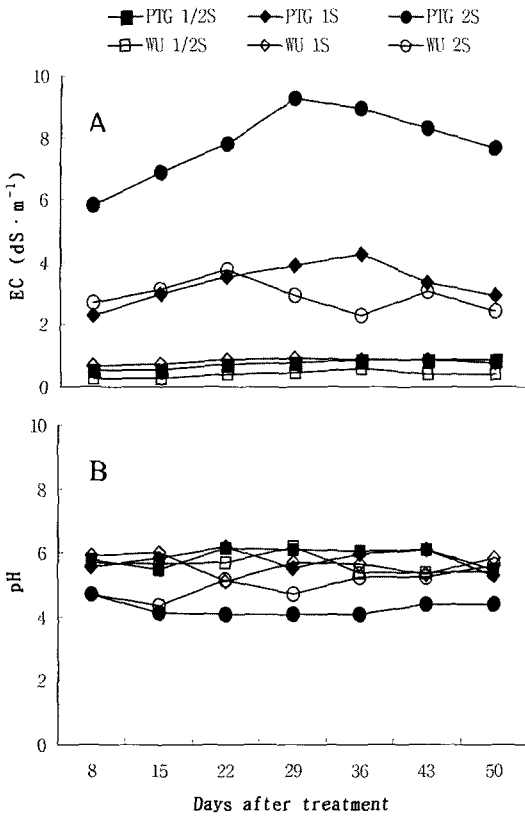 PTG 1/2S PTG 1S PTG 2S
WU 1/2S WU 1S WU 2S
10
A
8
6
EC (dS · m⁻¹)
4
2
0
10
B
8
6
pH
4
2
0
8 15 22 29 36 43 50
Days after treatment